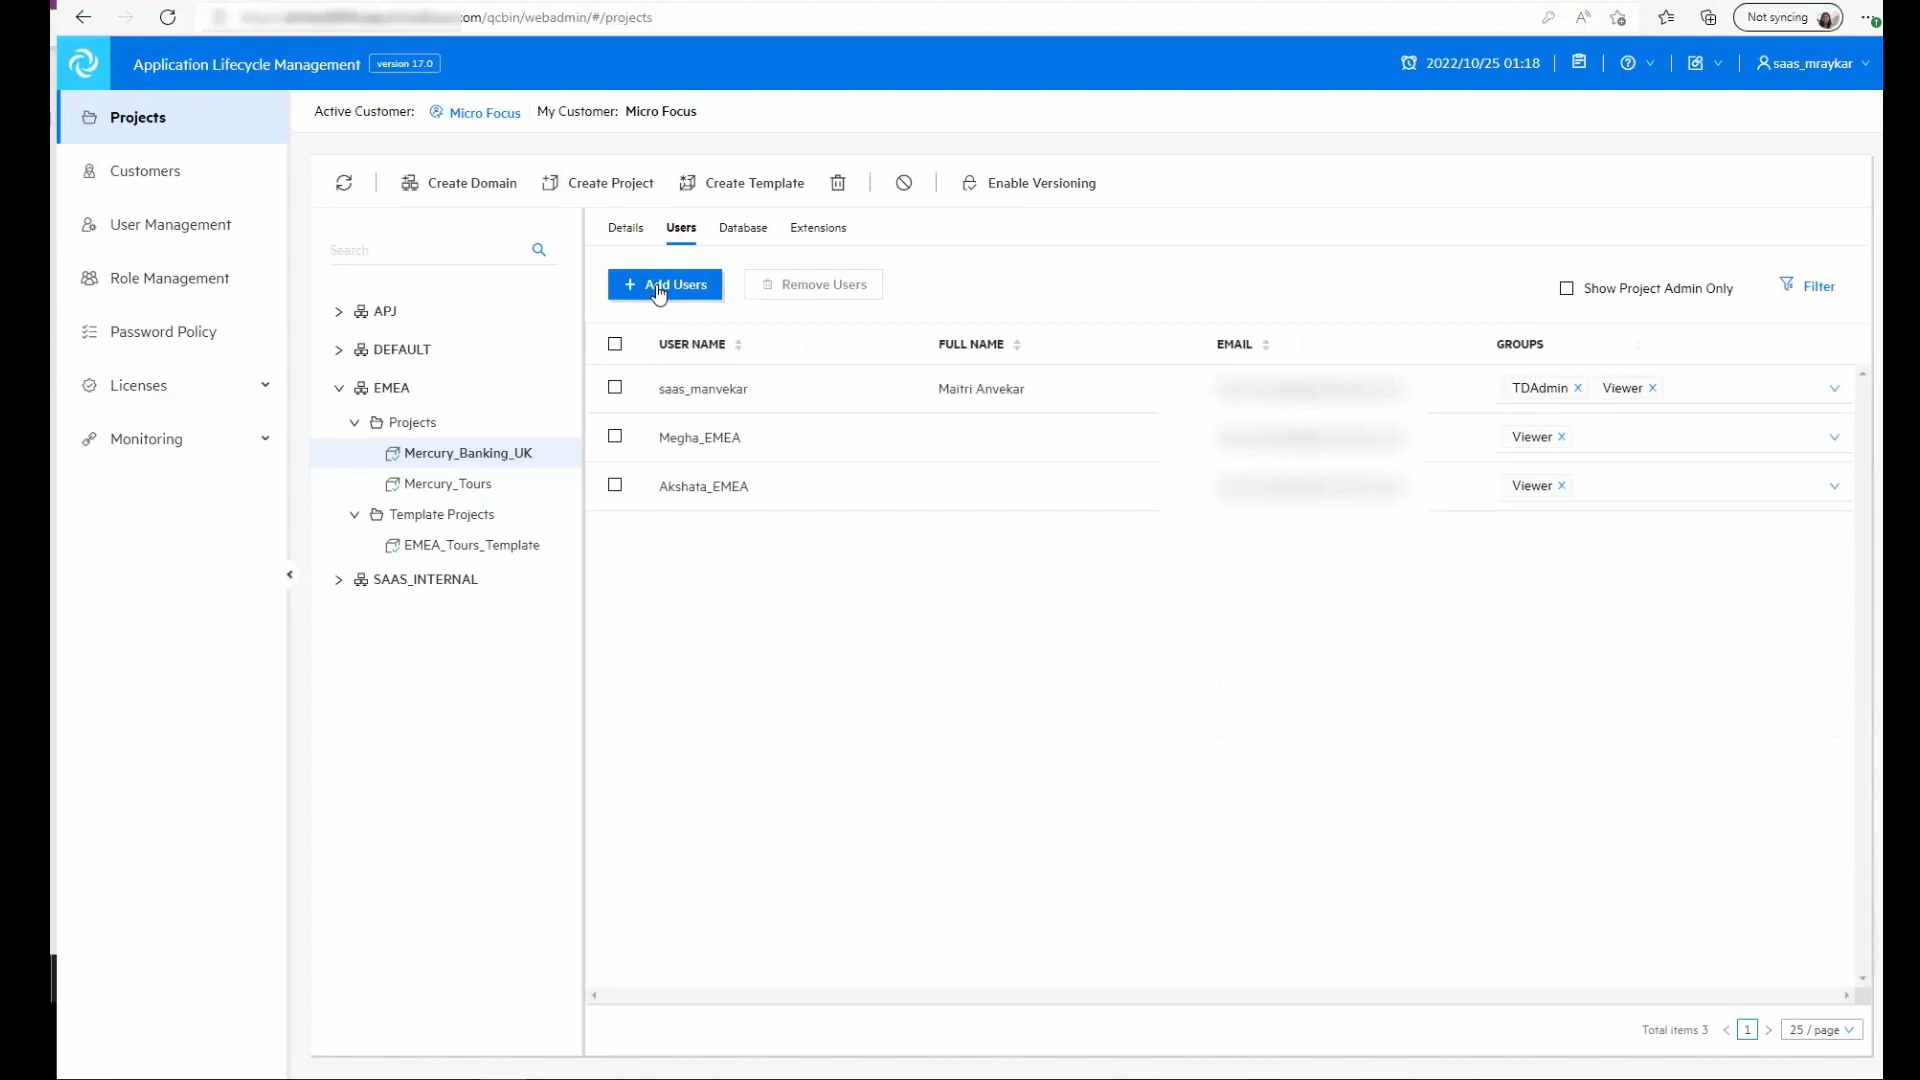 com/qcbin/webadmin/#/projects
Not syncing
Application Lifecycle Management version 17.0
2022/10/25 01:18
saas_mraykar
Projects
Customers
User Management
Role Management
Password Policy
Licenses
Monitoring
Active Customer: Micro Focus My Customer: Micro Focus
Create Domain Create Project Create Template Enable Versioning
Search
APJ
DEFAULT
EMEA
Projects
Mercury_Banking_UK
Mercury_Tours
Template Projects
EMEA_Tours_Template
SAAS_INTERNAL
Details Users Database Extensions
+ Add Users Remove Users Show Project Admin Only Filter
USER NAME FULL NAME EMAIL GROUPS
saas_manvekar Maitri Anvekar TDAdmin X Viewer X
Megha_EMEA Viewer X
Akshata_EMEA Viewer X
Total items 3 < 1 > 25 / page